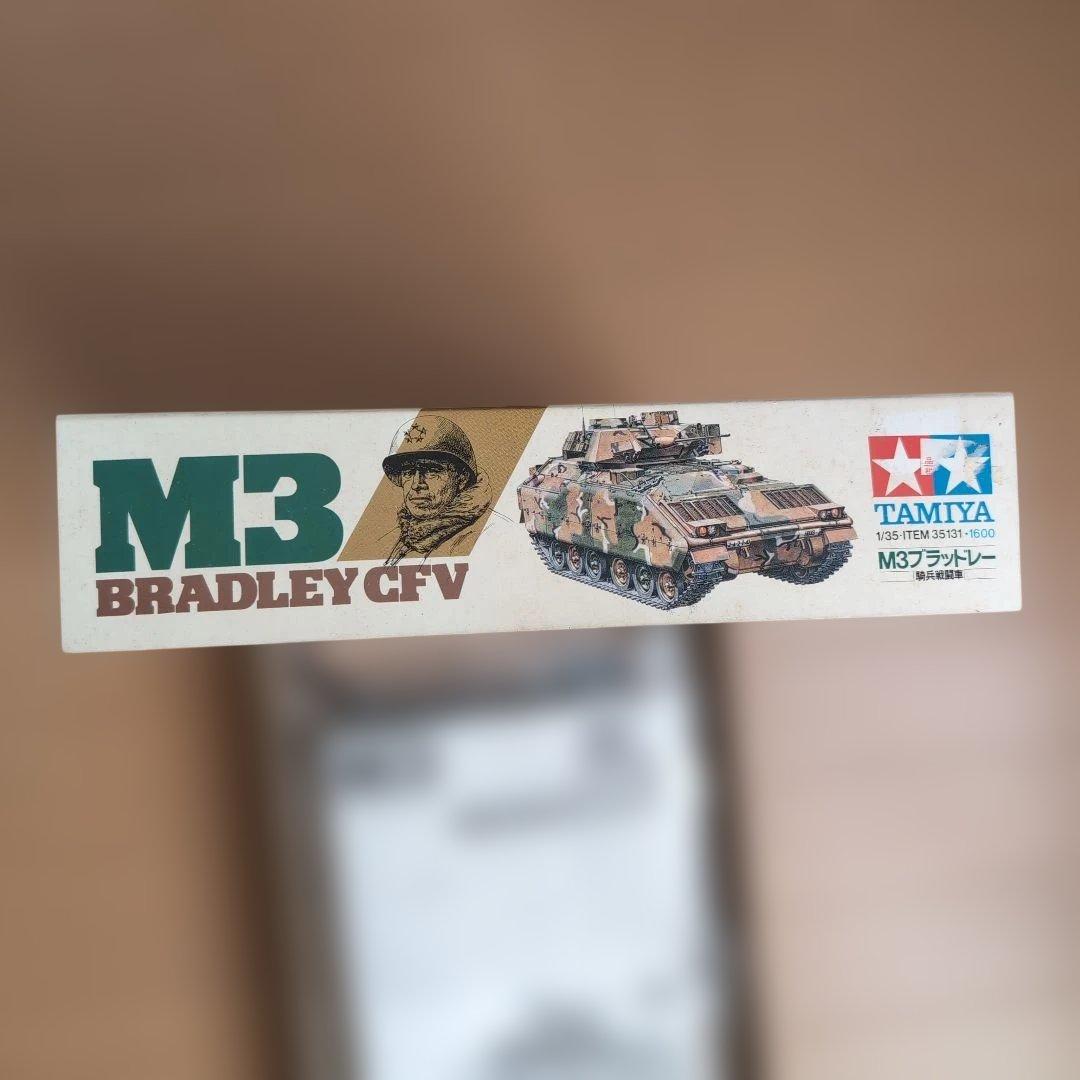 M3
BRADLEY CFV
TAMIYA
1/35·ITEM 35131·1600
M3ブラッドレー
(騎兵戦闘車)